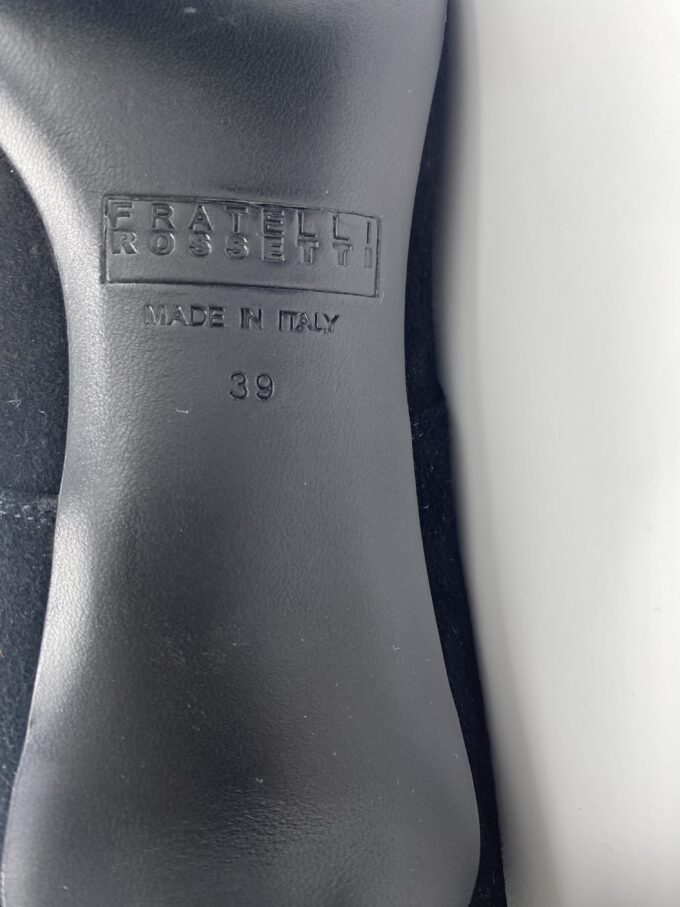 FRATELLI
ROSSETTI
MADE IN ITALY
39